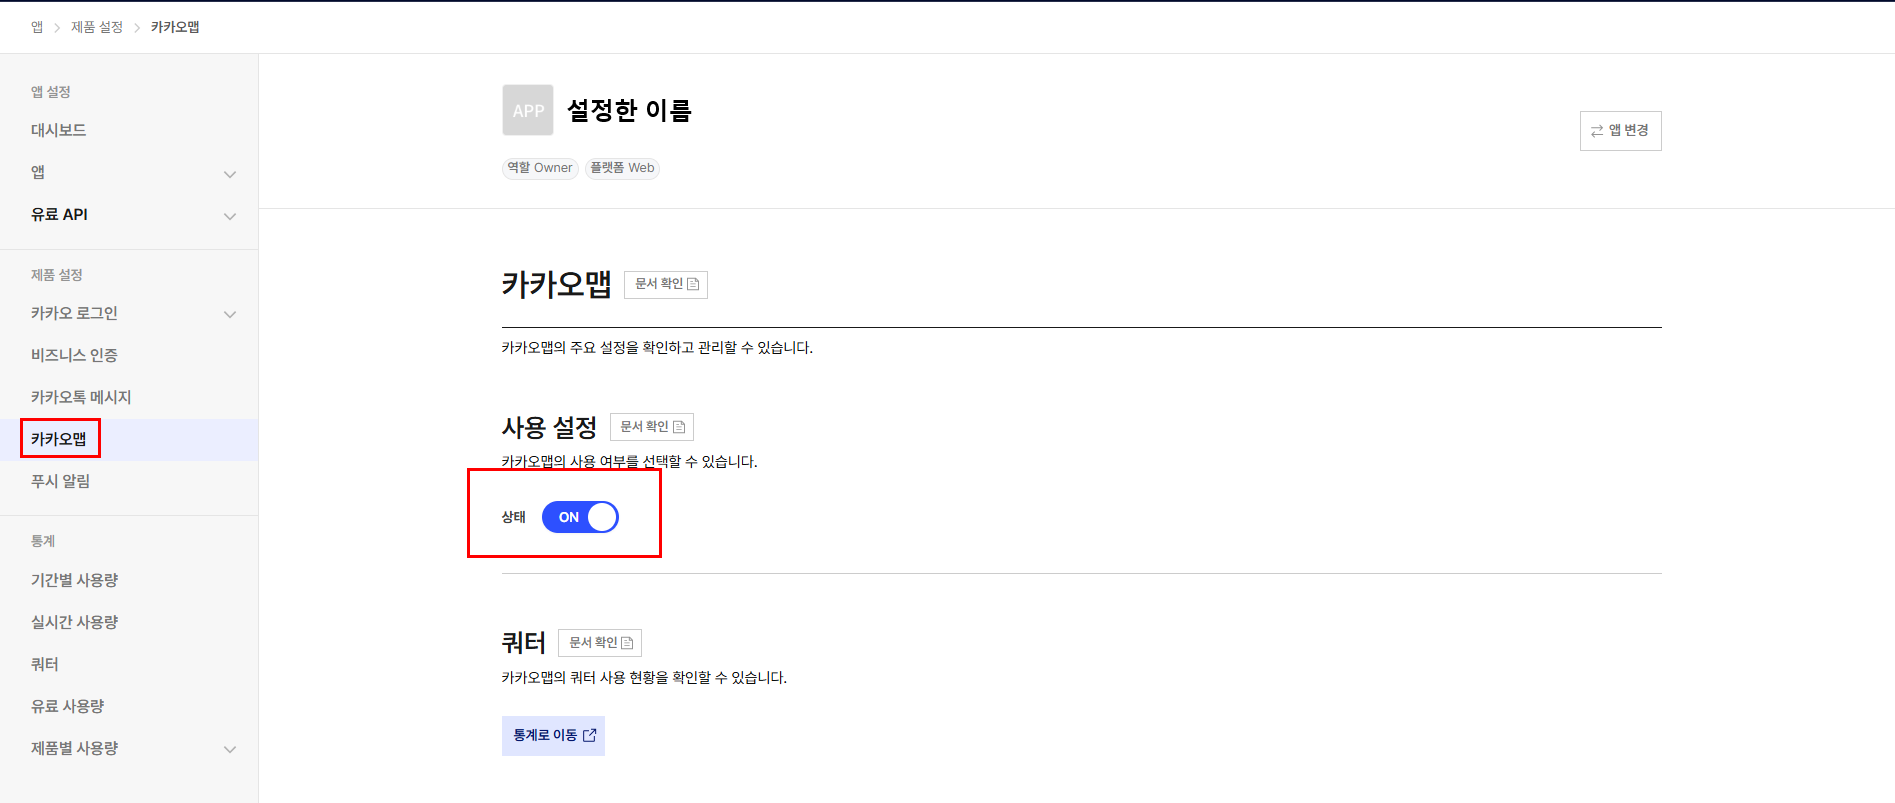 앱 > 제품 설정 > 카카오맵
앱 설정
대시보드
앱
유료 API
제품 설정
카카오 로그인
비즈니스 인증
카카오톡 메시지
카카오맵
푸시 알림
통계
기간별 사용량
실시간 사용량
쿼터
유료 사용량
제품별 사용량
APP 설정한 이름
역할 Owner 플랫폼 Web
앱 변경
카카오맵 문서 확인
카카오맵의 주요 설정을 확인하고 관리할 수 있습니다.
사용 설정 문서 확인
카카오맵의 사용 여부를 선택할 수 있습니다.
상태 ON
쿼터 문서 확인
카카오맵의 쿼터 사용 현황을 확인할 수 있습니다.
통계로 이동